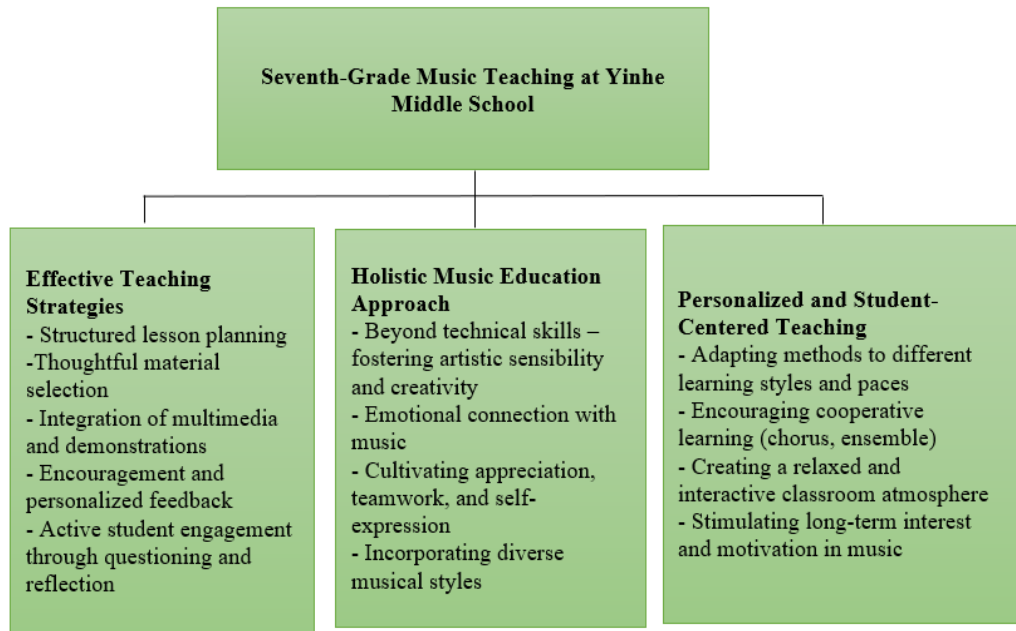 Seventh-Grade Music Teaching at Yinhe
Middle School
Effective Teaching
Strategies
- Structured lesson planning
-Thoughtful material
selection
- Integration of multimedia
and demonstrations
- Encouragement and
personalized feedback
- Active student engagement
through questioning and
reflection
Holistic Music Education
Approach
- Beyond technical skills –
fostering artistic sensibility
and creativity
- Emotional connection with
music
- Cultivating appreciation,
teamwork, and self-
expression
- Incorporating diverse
musical styles
Personalized and Student-
Centered Teaching
- Adapting methods to different
learning styles and paces
- Encouraging cooperative
learning (chorus, ensemble)
- Creating a relaxed and
interactive classroom atmosphere
- Stimulating long-term interest
and motivation in music